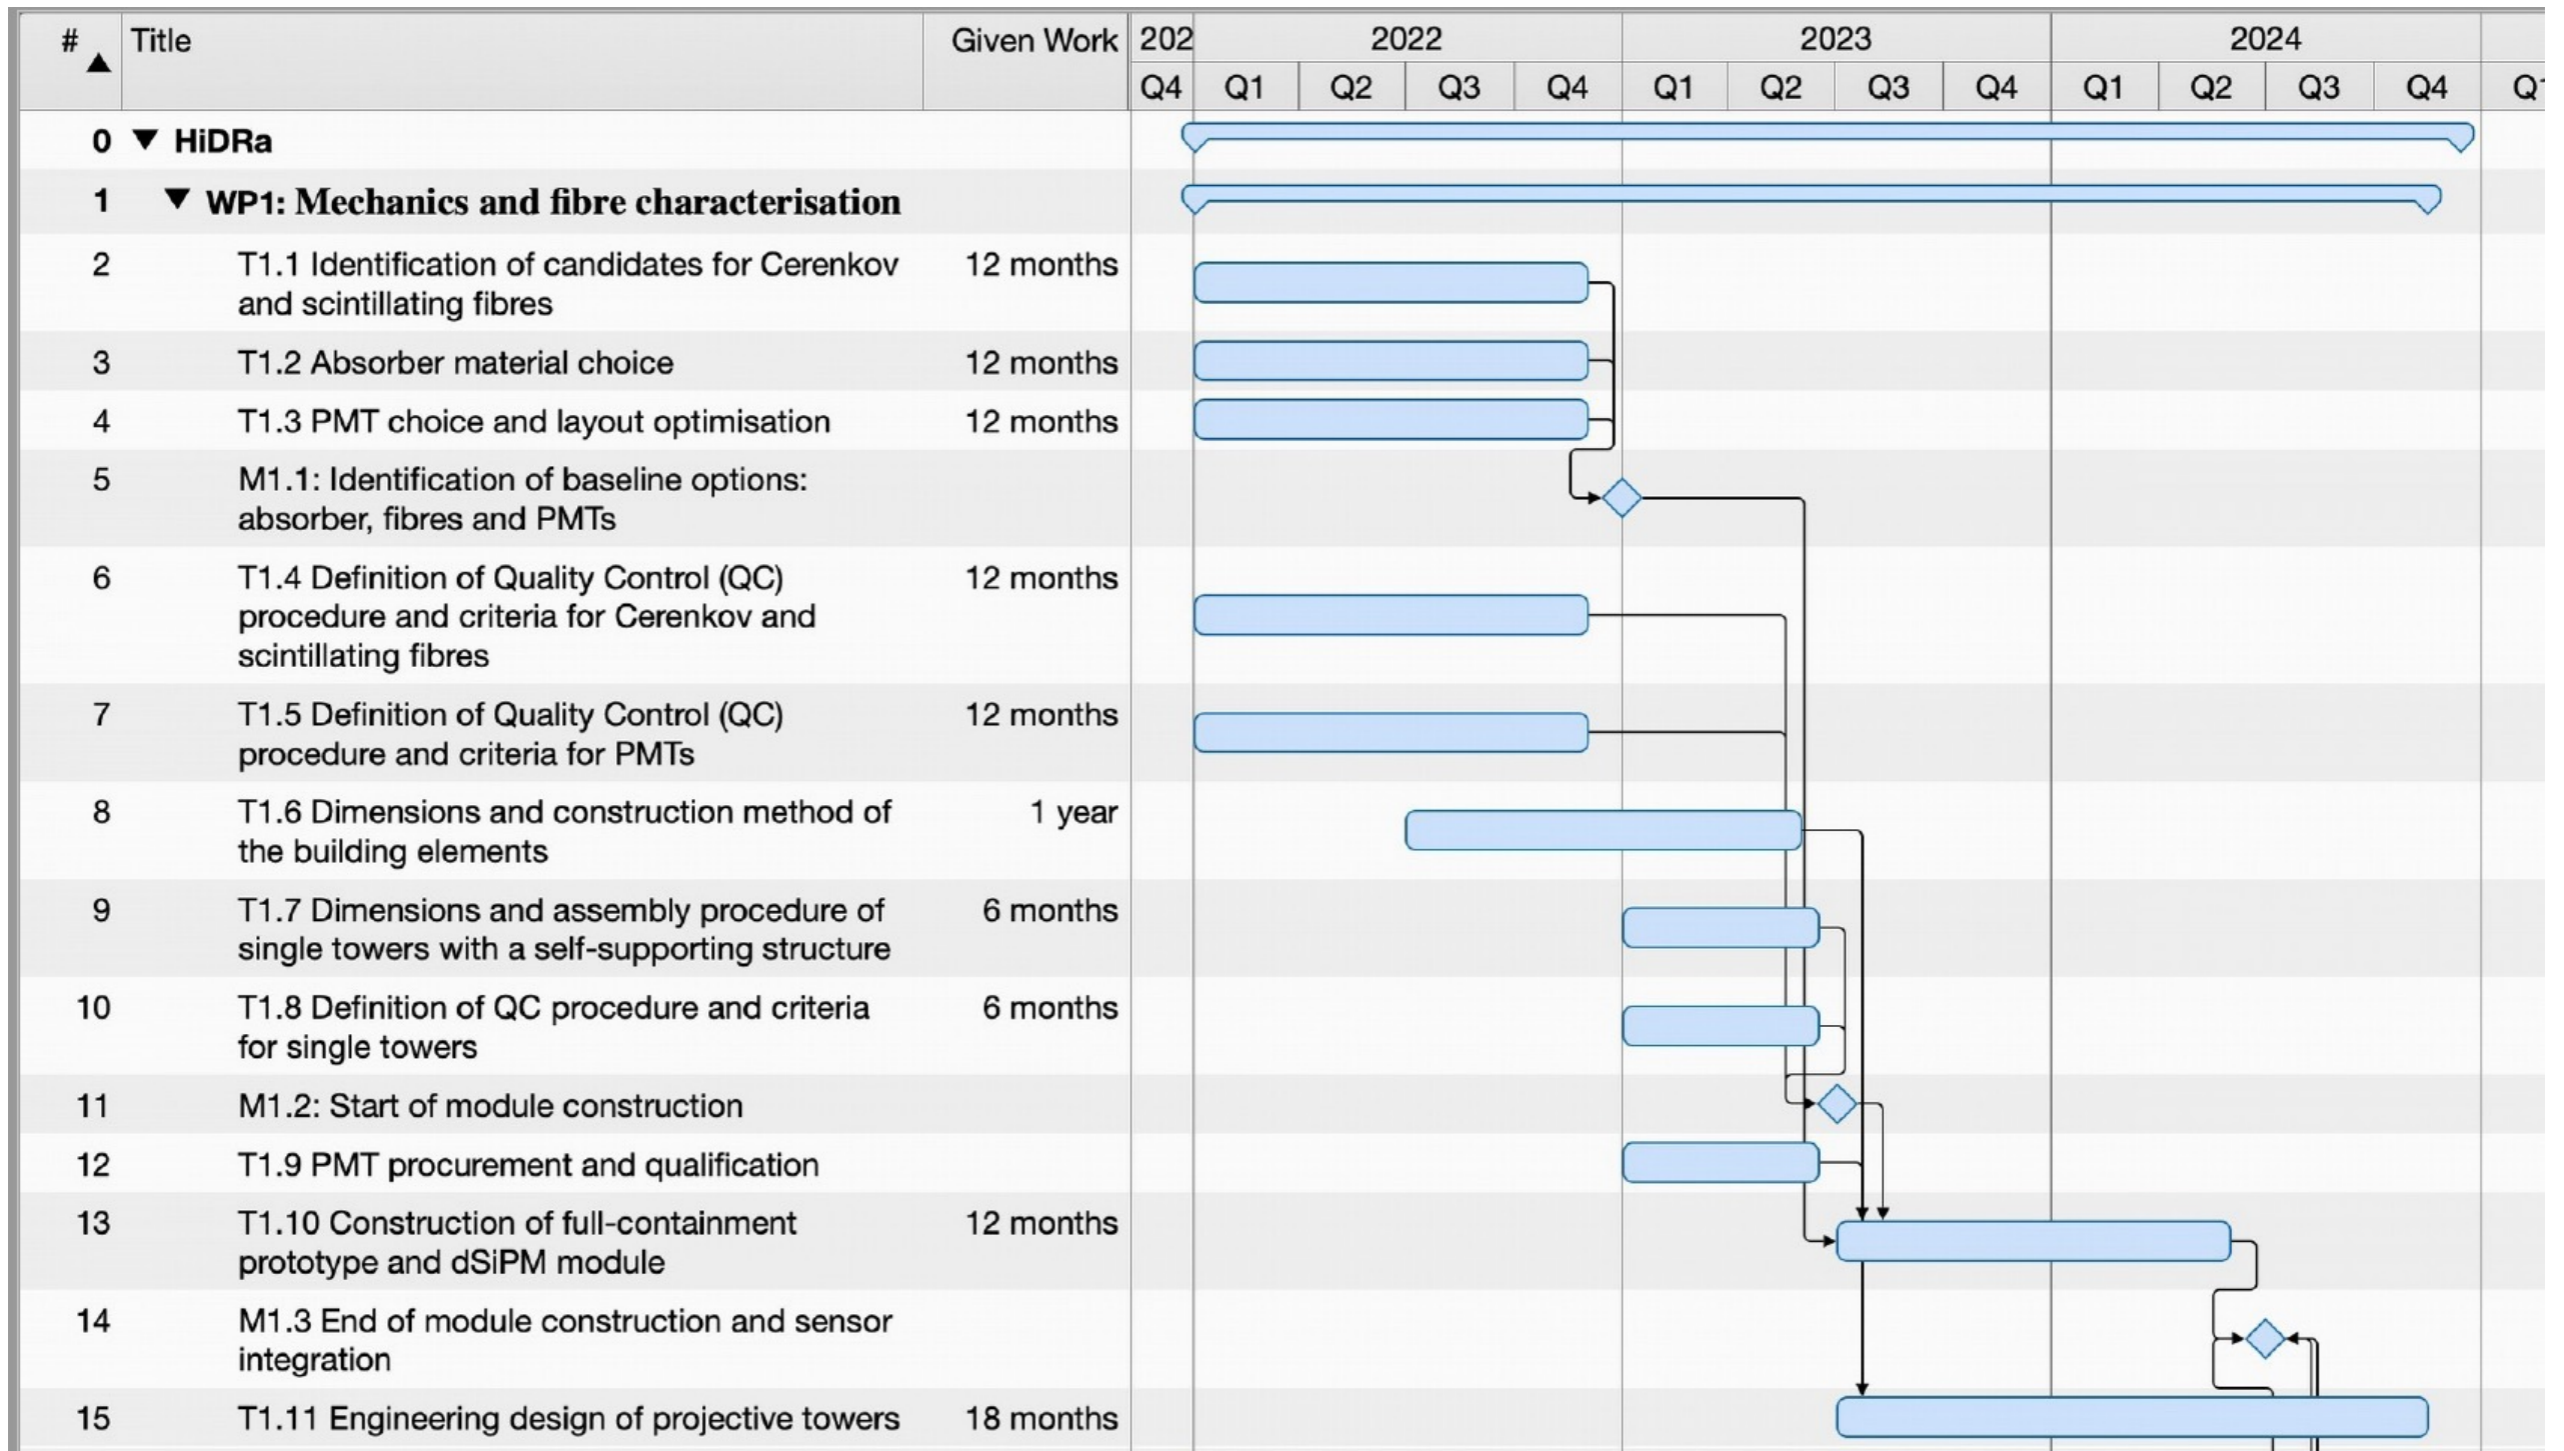 # Title Given Work 202 2022 2023 2024
▲ Q4 Q1 Q2 Q3 Q4 Q1 Q2 Q3 Q4 Q1 Q2 Q3 Q4 Q1
0 ▼ HiDRa
1 ▼ WP1: Mechanics and fibre characterisation
2 T1.1 Identification of candidates for Cerenkov 12 months
and scintillating fibres
3 T1.2 Absorber material choice 12 months
4 T1.3 PMT choice and layout optimisation 12 months
5 M1.1: Identification of baseline options:
absorber, fibres and PMTs
6 T1.4 Definition of Quality Control (QC) 12 months
procedure and criteria for Cerenkov and
scintillating fibres
7 T1.5 Definition of Quality Control (QC) 12 months
procedure and criteria for PMTs
8 T1.6 Dimensions and construction method of 1 year
the building elements
9 T1.7 Dimensions and assembly procedure of 6 months
single towers with a self-supporting structure
10 T1.8 Definition of QC procedure and criteria 6 months
for single towers
11 M1.2: Start of module construction
12 T1.9 PMT procurement and qualification
13 T1.10 Construction of full-containment 12 months
prototype and dSiPM module
14 M1.3 End of module construction and sensor
integration
15 T1.11 Engineering design of projective towers 18 months